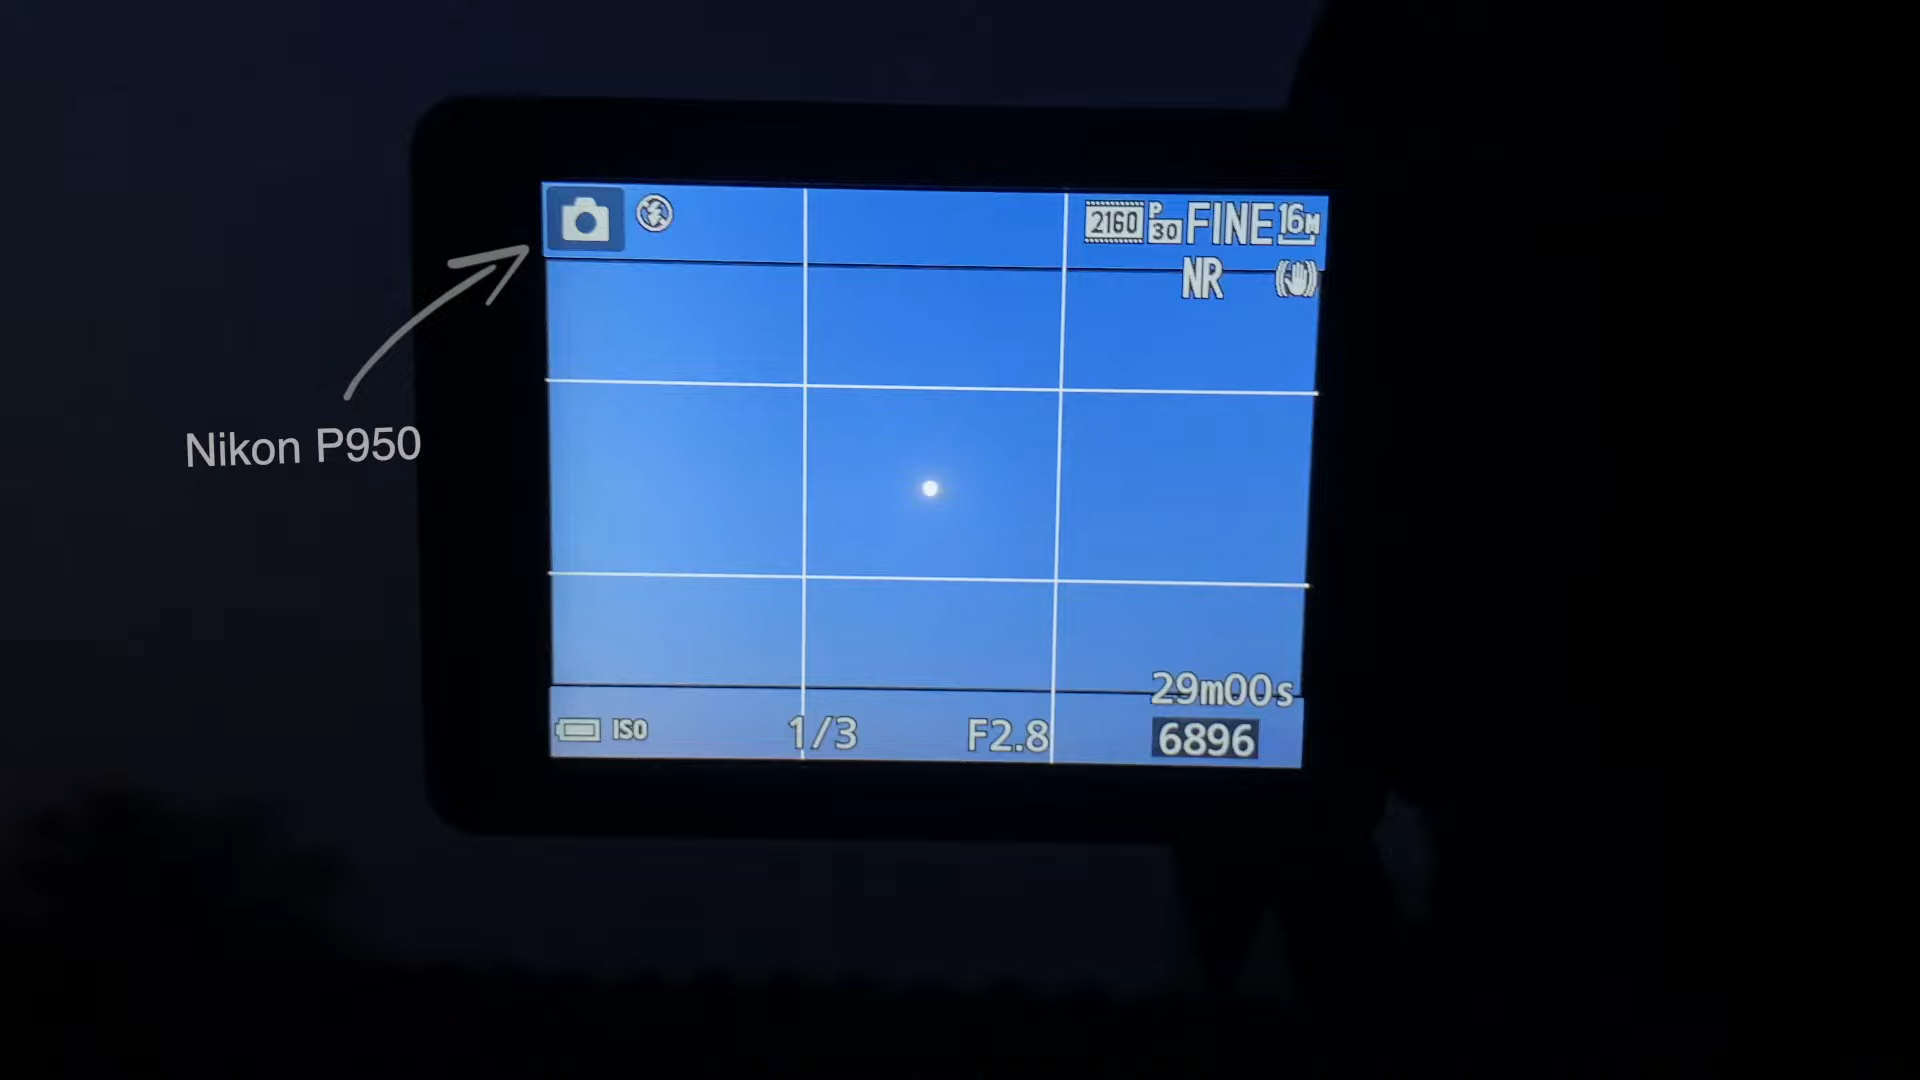 2160 P 30 FINE 16M
NR
Nikon P950
29m00s
ISO 1/3 F2.8 6896